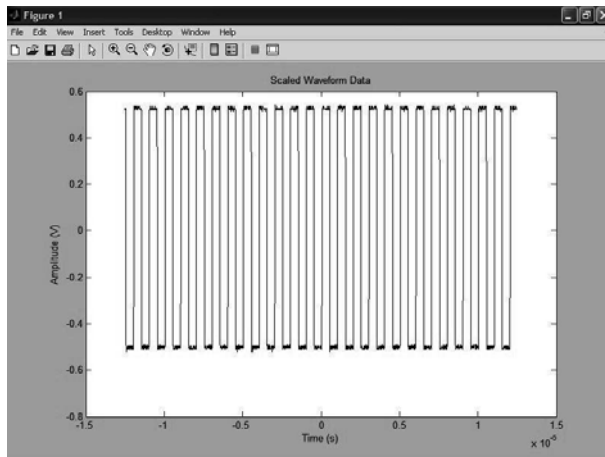 Figure 1
File Edit View Insert Tools Desktop Window Help
Scaled Waveform Data
0.6
0.4
0.2
0
-0.2
-0.4
-0.6
-0.8
Amplitude (V)
-1.5 -1 -0.5 0 0.5 1 1.5
Time (s)